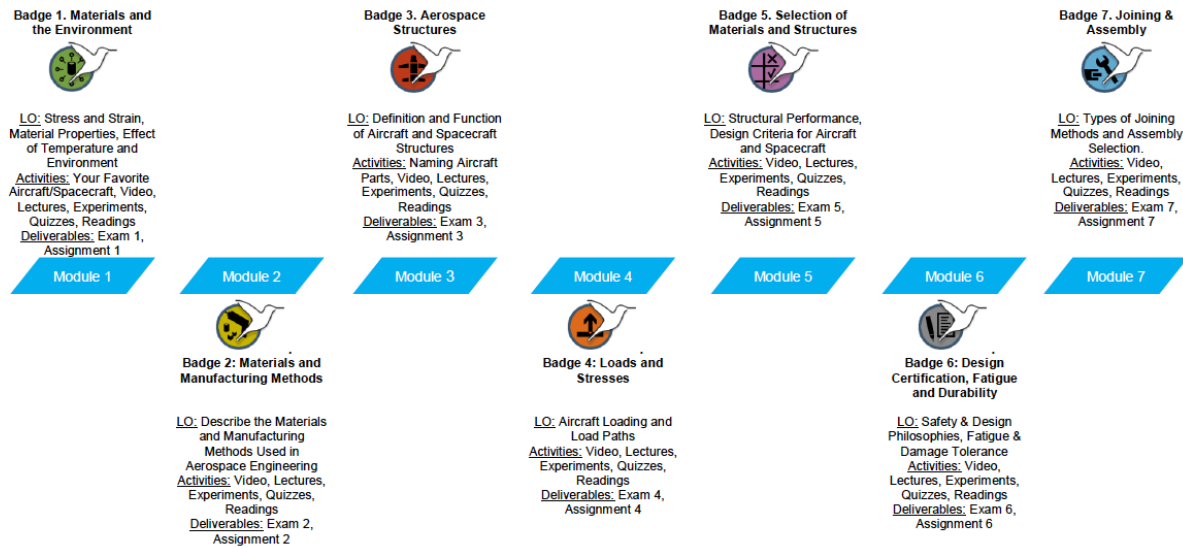 Badge 1. Materials and
the Environment
LO: Stress and Strain,
Material Properties, Effect
of Temperature and
Environment
Activities: Your Favorite
Aircraft/Spacecraft, Video,
Lectures, Experiments,
Quizzes, Readings
Deliverables: Exam 1,
Assignment 1
Badge 3. Aerospace
Structures
LO: Definition and Function
of Aircraft and Spacecraft
Structures
Activities: Naming Aircraft
Parts, Video, Lectures,
Experiments, Quizzes,
Readings
Deliverables: Exam 3,
Assignment 3
Badge 5. Selection of
Materials and Structures
LO: Structural Performance,
Design Criteria for Aircraft
and Spacecraft
Activities: Video, Lectures,
Experiments, Quizzes,
Readings
Deliverables: Exam 5,
Assignment 5
Badge 7. Joining &
Assembly
LO: Types of Joining
Methods and Assembly
Selection.
Activities: Video,
Lectures, Experiments,
Quizzes, Readings
Deliverables: Exam 7,
Assignment 7
Module 1
Module 2
Module 3
Module 4
Module 5
Module 6
Module 7
Badge 2: Materials and
Manufacturing Methods
LO: Describe the Materials
and Manufacturing
Methods Used in
Aerospace Engineering
Activities: Video, Lectures,
Experiments, Quizzes,
Readings
Deliverables: Exam 2,
Assignment 2
Badge 4: Loads and
Stresses
LO: Aircraft Loading and
Load Paths
Activities: Video, Lectures,
Experiments, Quizzes,
Readings
Deliverables: Exam 4,
Assignment 4
Badge 6: Design
Certification, Fatigue
and Durability
LO: Safety & Design
Philosophies, Fatigue &
Damage Tolerance
Activities: Video,
Lectures, Experiments,
Quizzes, Readings
Deliverables: Exam 6,
Assignment 6